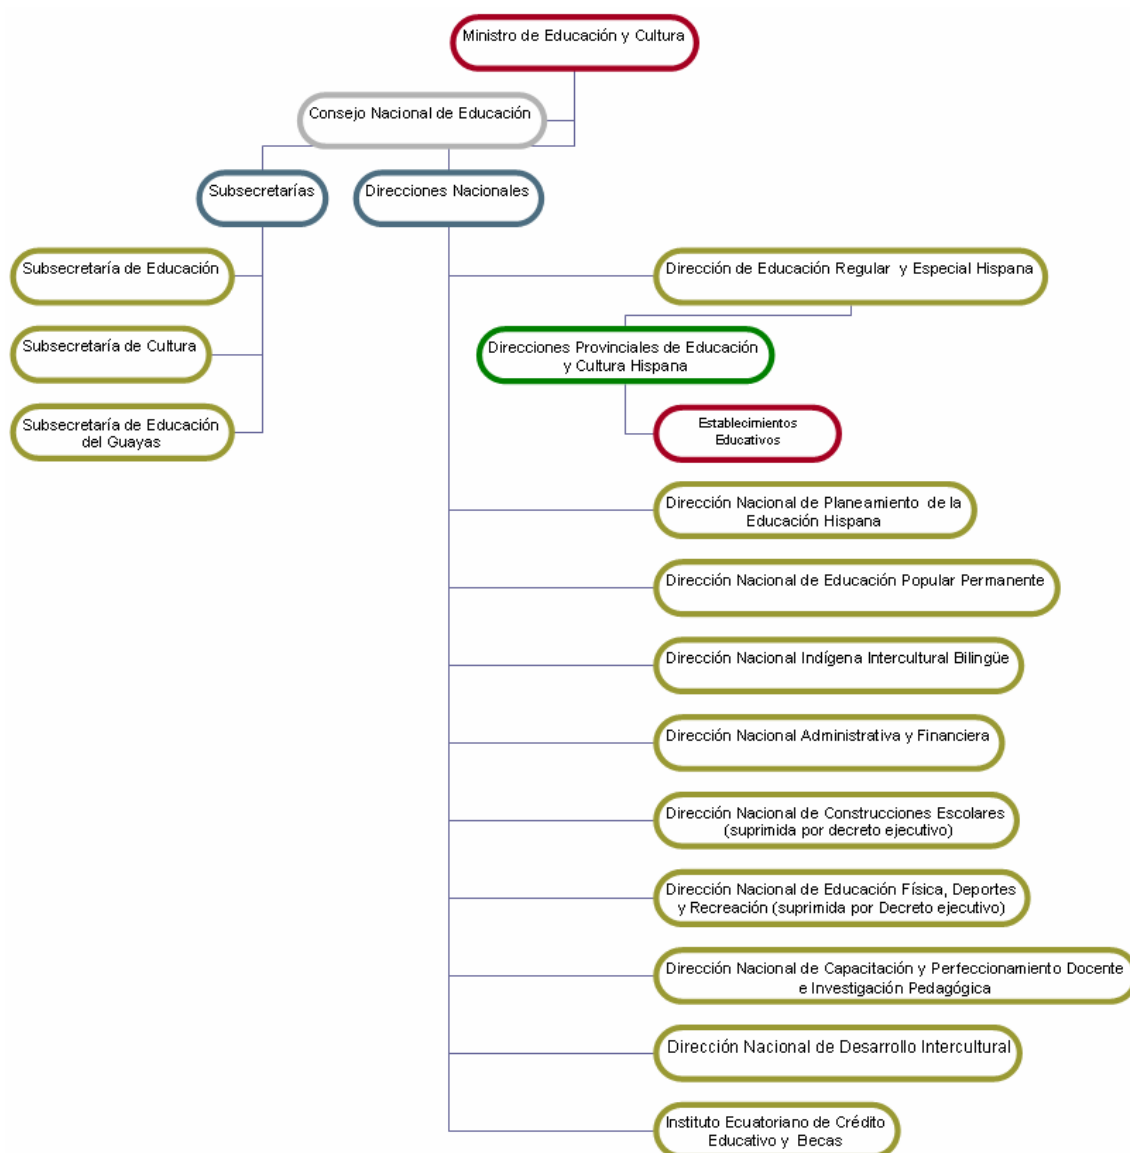 Ministro de Educación y Cultura
Consejo Nacional de Educación
Subsecretarías
Direcciones Nacionales
Subsecretaría de Educación
Dirección de Educación Regular y Especial Hispana
Subsecretaría de Cultura
Direcciones Provinciales de Educación
y Cultura Hispana
Subsecretaría de Educación
del Guayas
Establecimientos
Educativos
Dirección Nacional de Planeamiento de la
Educación Hispana
Dirección Nacional de Educación Popular Permanente
Dirección Nacional Indígena Intercultural Bilingüe
Dirección Nacional Administrativa y Financiera
Dirección Nacional de Construcciones Escolares
(suprimida por decreto ejecutivo)
Dirección Nacional de Educación Física, Deportes
y Recreación (suprimida por Decreto ejecutivo)
Dirección Nacional de Capacitación y Perfeccionamiento Docente
e Investigación Pedagógica
Dirección Nacional de Desarrollo Intercultural
Instituto Ecuatoriano de Crédito
Educativo y Becas